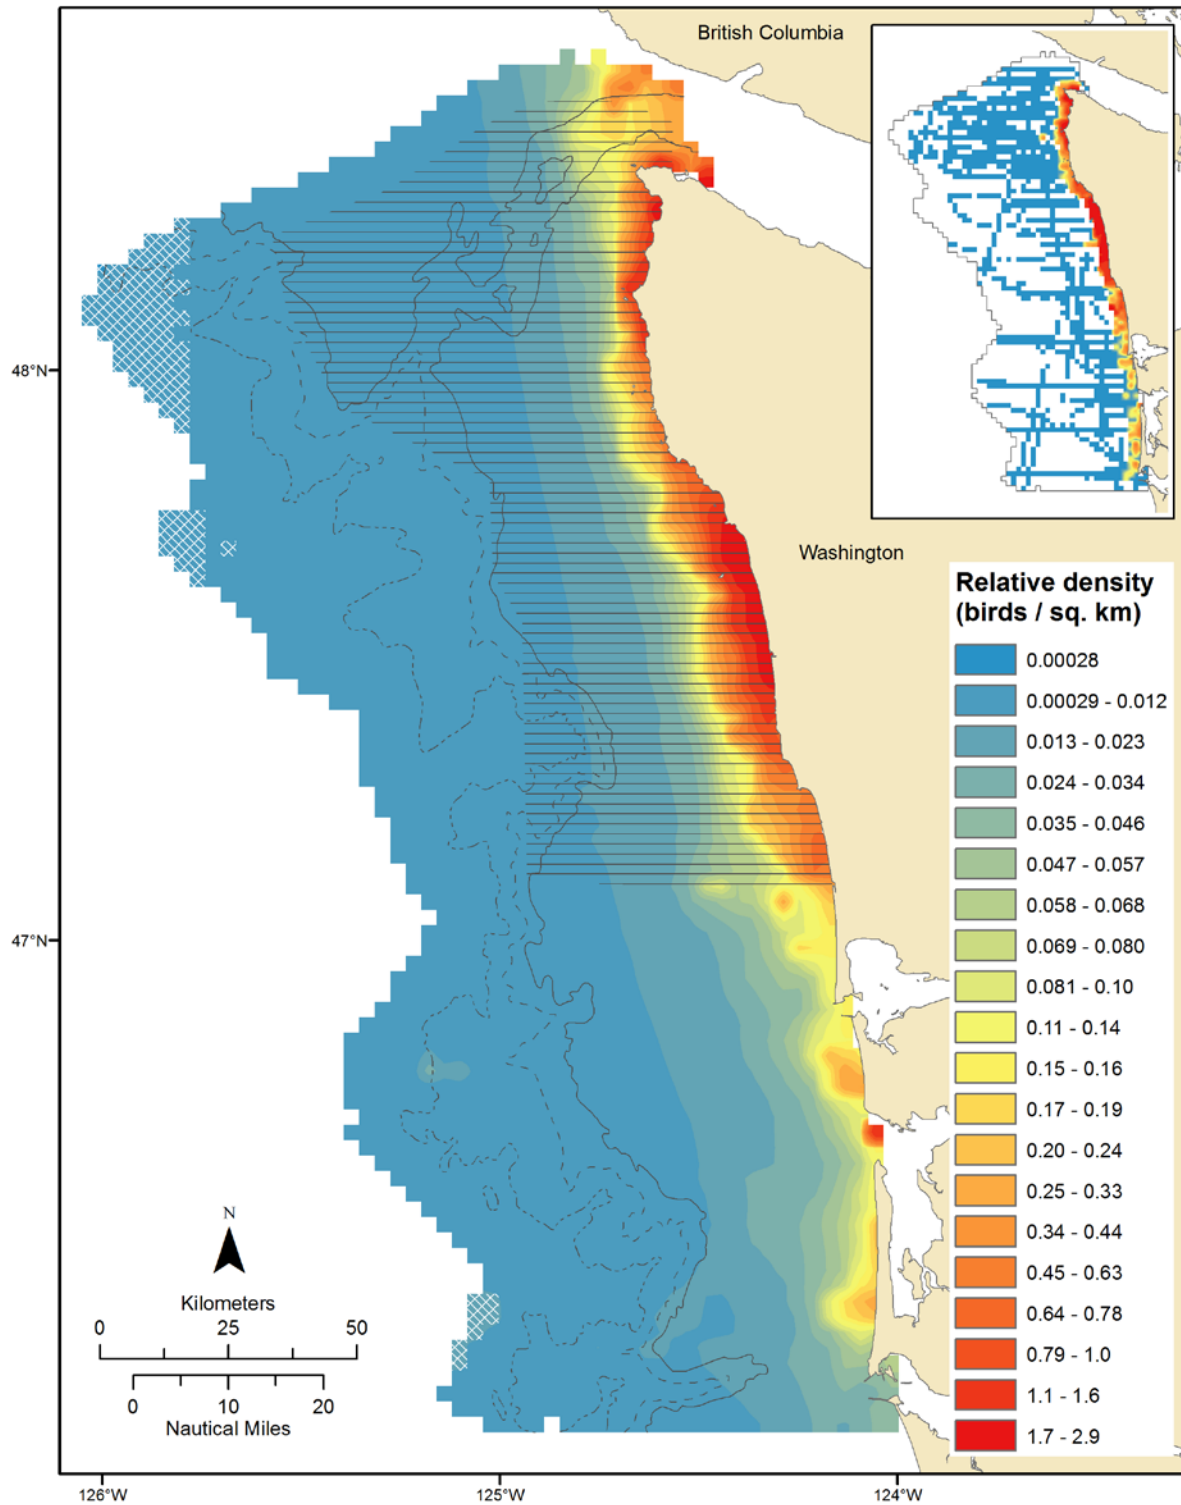 British Columbia
48°N
Washington
Relative density
(birds / sq. km)
0.00028
0.00029 - 0.012
0.013 - 0.023
0.024 - 0.034
0.035 - 0.046
0.047 - 0.057
0.058 - 0.068
0.069 - 0.080
0.081 - 0.10
0.11 - 0.14
0.15 - 0.16
0.17 - 0.19
0.20 - 0.24
0.25 - 0.33
0.34 - 0.44
0.45 - 0.63
0.64 - 0.78
0.79 - 1.0
1.1 - 1.6
1.7 - 2.9
47°N
N
Kilometers
0 25 50
0 10 20
Nautical Miles
126°W 125°W 124°W